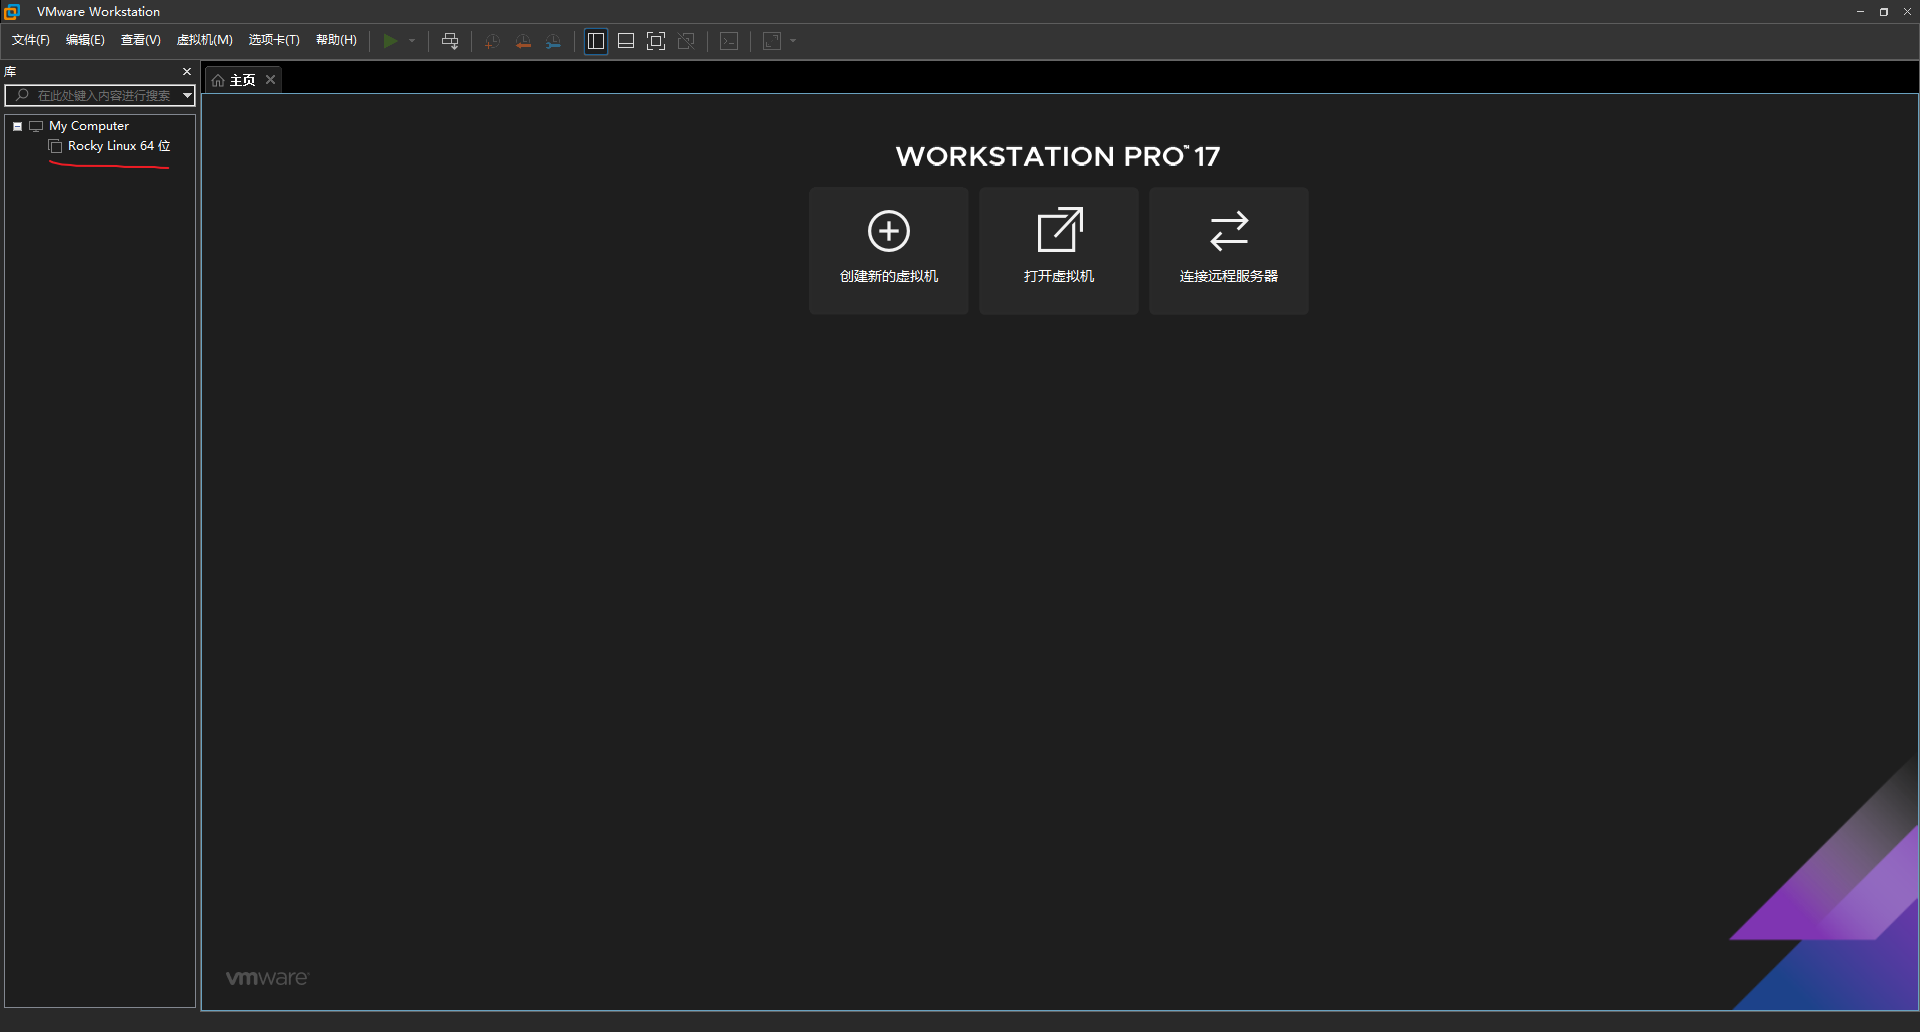 VMware Workstation
文件(F) 编辑(E) 查看(V) 虚拟机(M) 选项卡(T) 帮助(H)
库
在此处键入内容进行搜索
My Computer
Rocky Linux 64 位
主页
WORKSTATION PRO™ 17
创建新的虚拟机
打开虚拟机
连接远程服务器
vmware